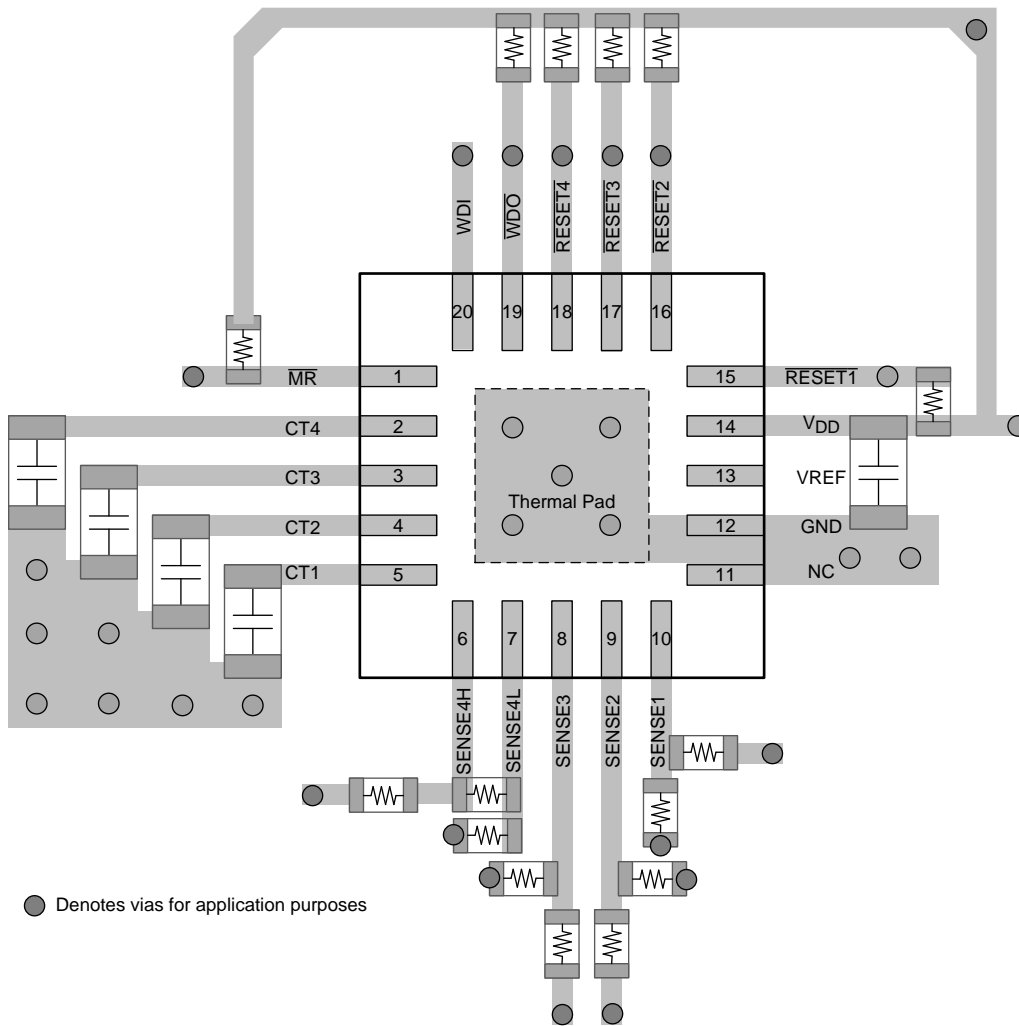 WDI
WDO
RESET4
RESET3
RESET2
20
19
18
17
16
MR
1
15
RESET1
CT4
2
14
VDD
CT3
3
13
VREF
Thermal Pad
CT2
4
12
GND
CT1
5
11
NC
6
7
8
9
10
SENSE4H
SENSE4L
SENSE3
SENSE2
SENSE1
Denotes vias for application purposes